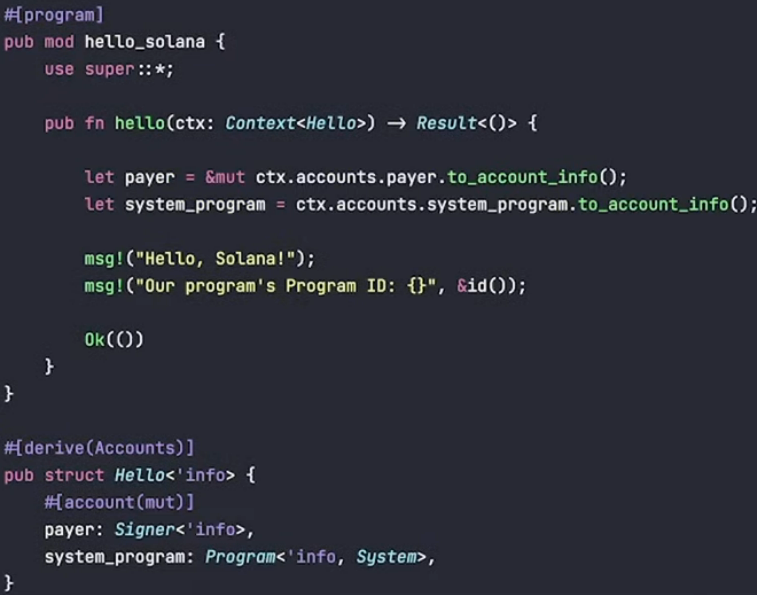 #[program]
pub mod hello_solana {
    use super::*;

    pub fn hello(ctx: Context<Hello>) -> Result<()> {

        let payer = &mut ctx.accounts.payer.to_account_info();
        let system_program = ctx.accounts.system_program.to_account_info();

        msg!("Hello, Solana!");
        msg!("Our program's Program ID: {}", &id());

        Ok(())
    }
}

#[derive(Accounts)]
pub struct Hello<'info> {
    #[account(mut)]
    payer: Signer<'info>,
    system_program: Program<'info, System>,
}